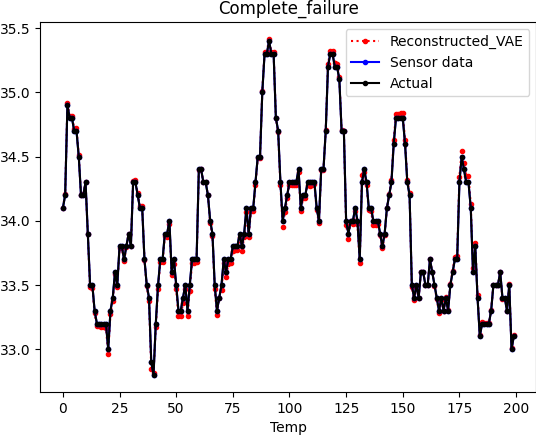 Complete_failure
35.5
35.0
34.5
34.0
33.5
33.0
Reconstructed_VAE
Sensor data
Actual
0 25 50 75 100 125 150 175 200
Temp